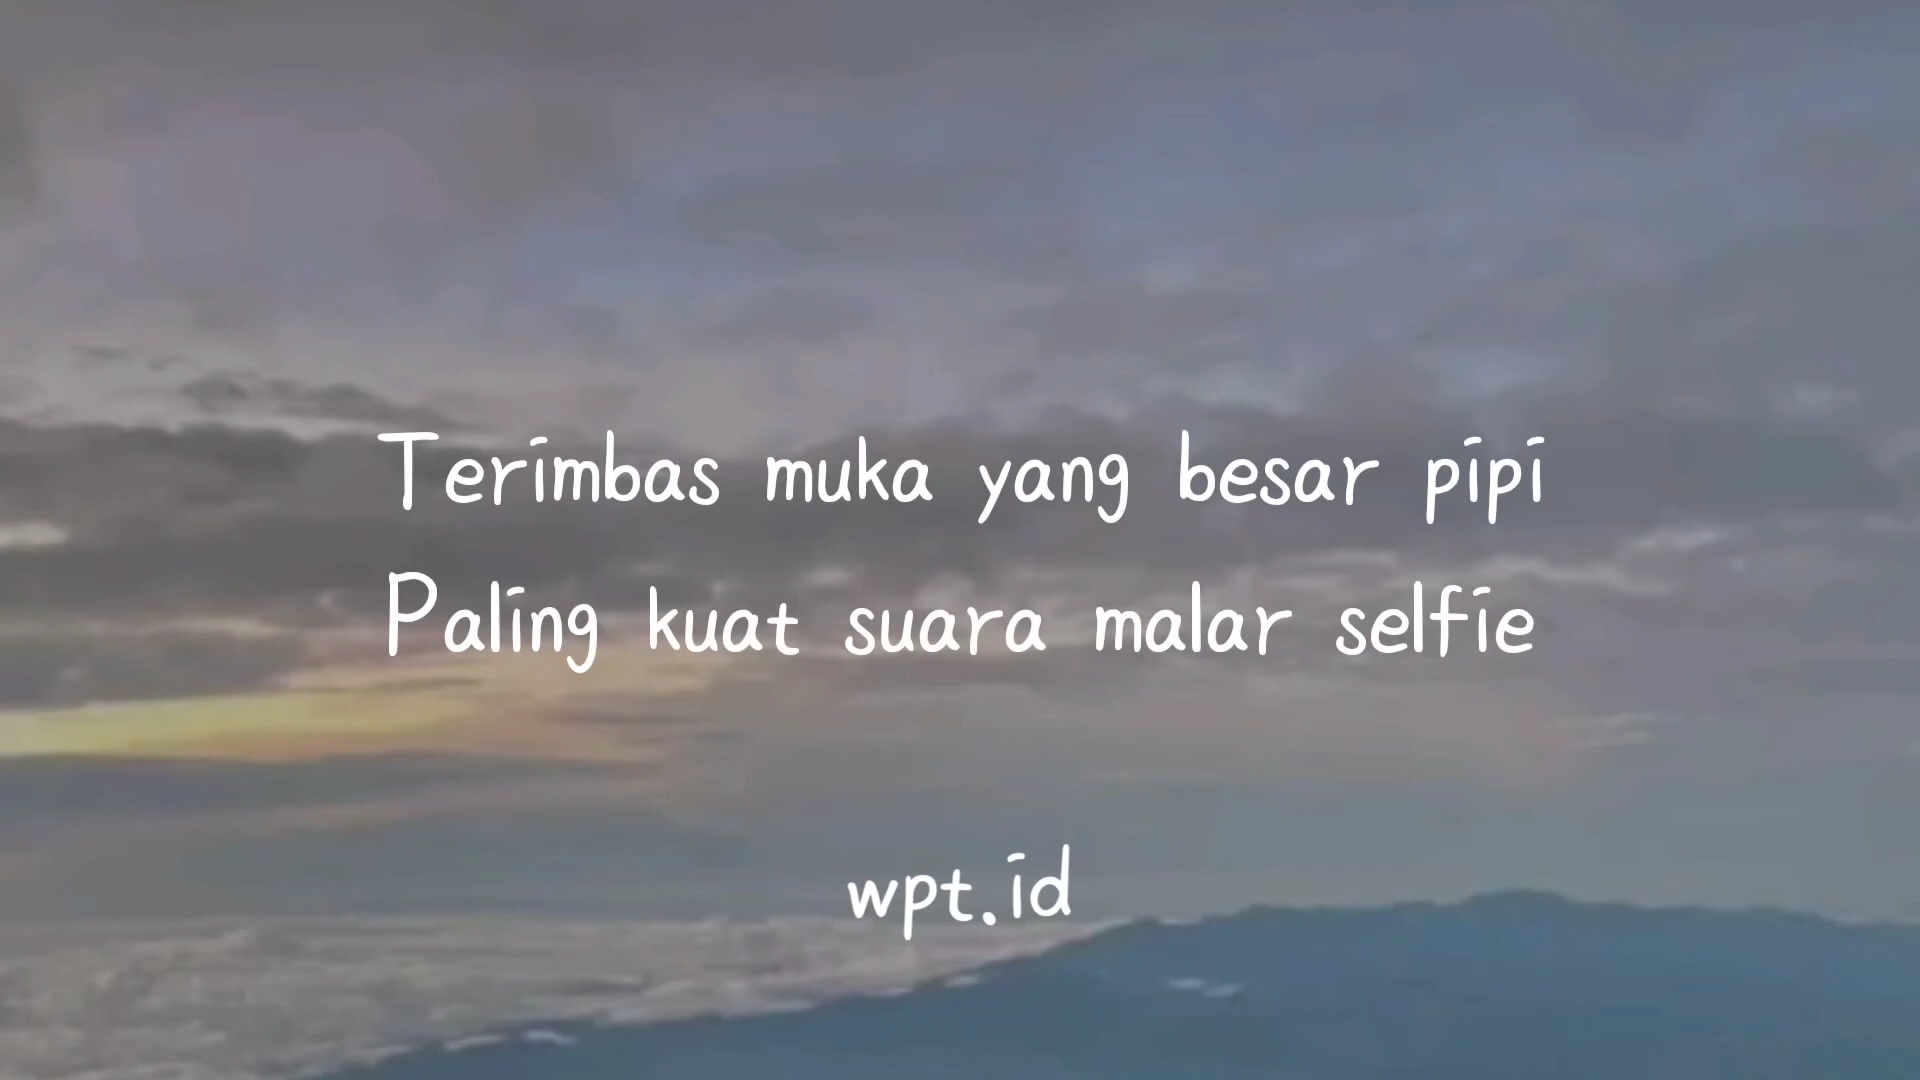 Terimbas muka yang besar pipi
Paling kuat suara malar selfie
wpt.id